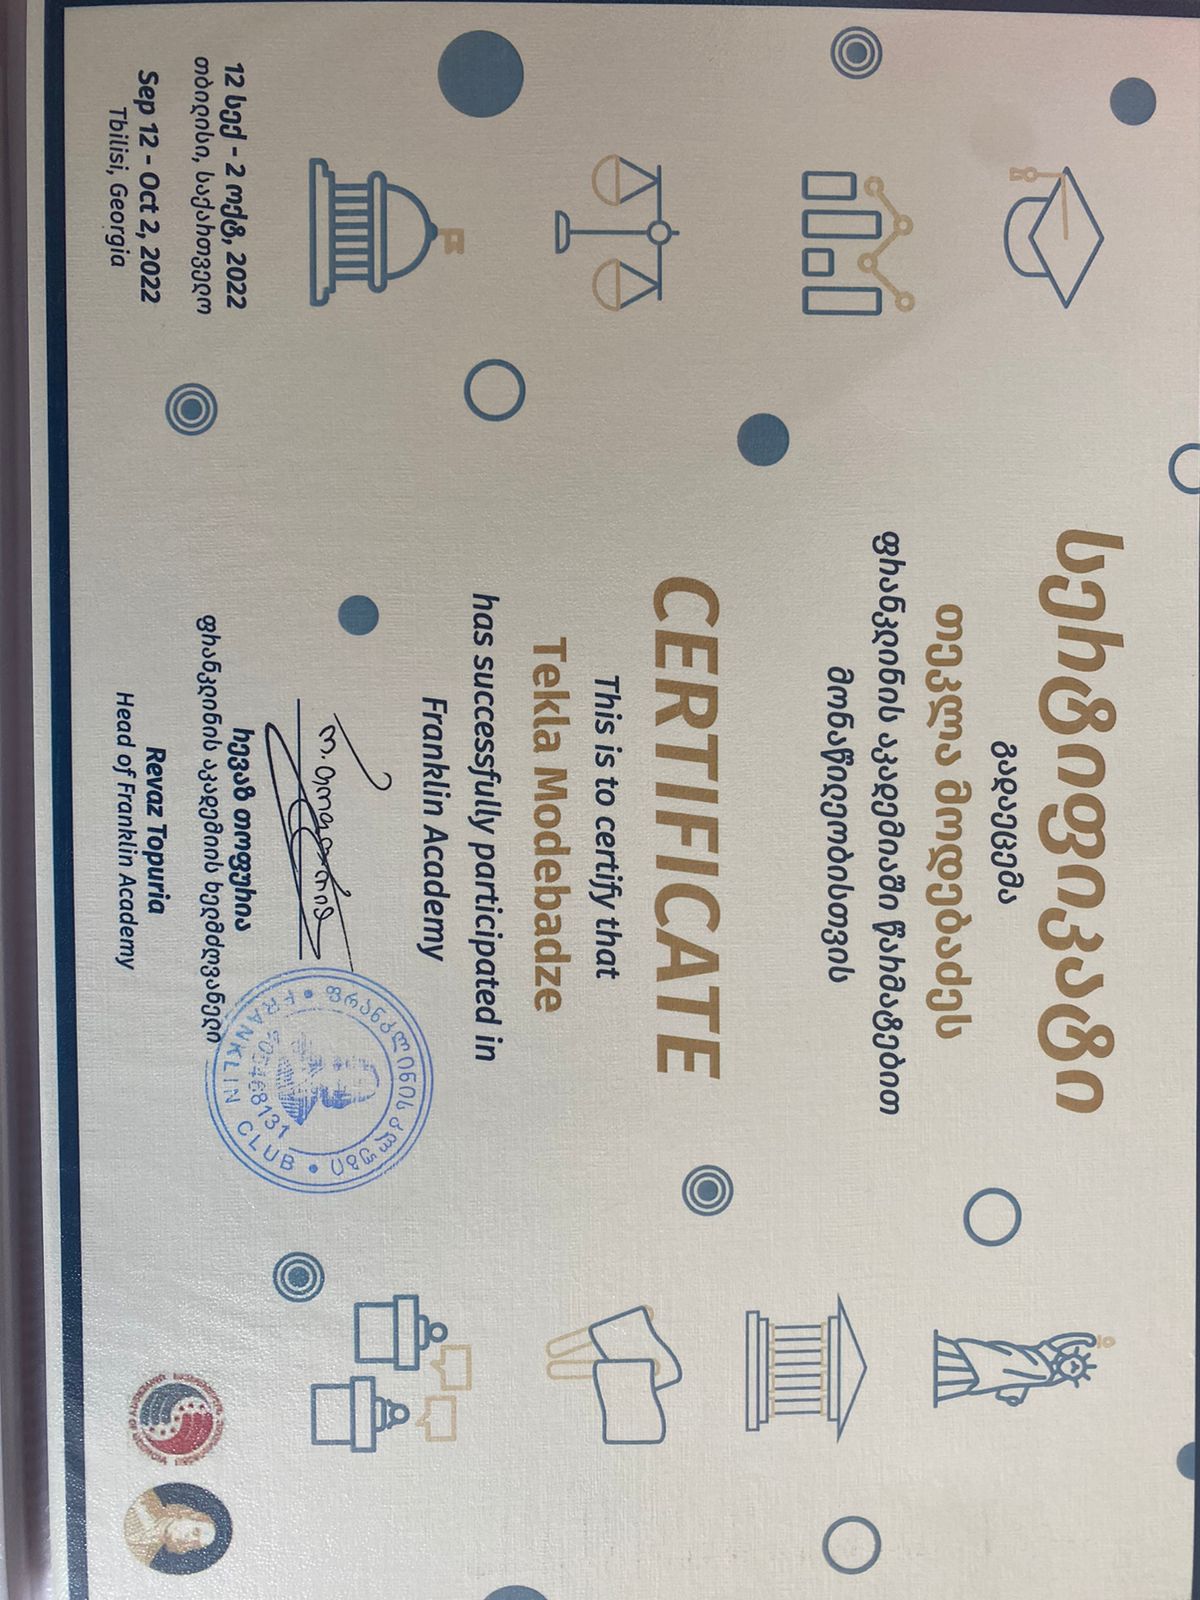 სერტიფიკატი
გადაეცემა
თეკლა მოდებაძეს
ფრანკლინის აკადემიაში წარმატებით
მონაწილეობისთვის
CERTIFICATE
This is to certify that
Tekla Modebadze
has successfully participated in
Franklin Academy
რ. თოფურია
ფრანკლინის კლუბი
405468131
FRANKLIN CLUB
რევაზ თოფურია
ფრანკლინის აკადემიის ხელმძღვანელი
Revaz Topuria
Head of Franklin Academy
12 სექ - 2 ოქტ, 2022
თბილისი, საქართველო
Sep 12 - Oct 2, 2022
Tbilisi, Georgia
UNIVERSITY OF GEORGIA